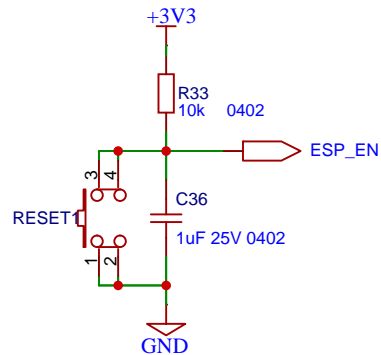 +3V3
R33
10k 0402
3
4
ESP_EN
RESET1
C36
1uF 25V 0402
1
2
GND